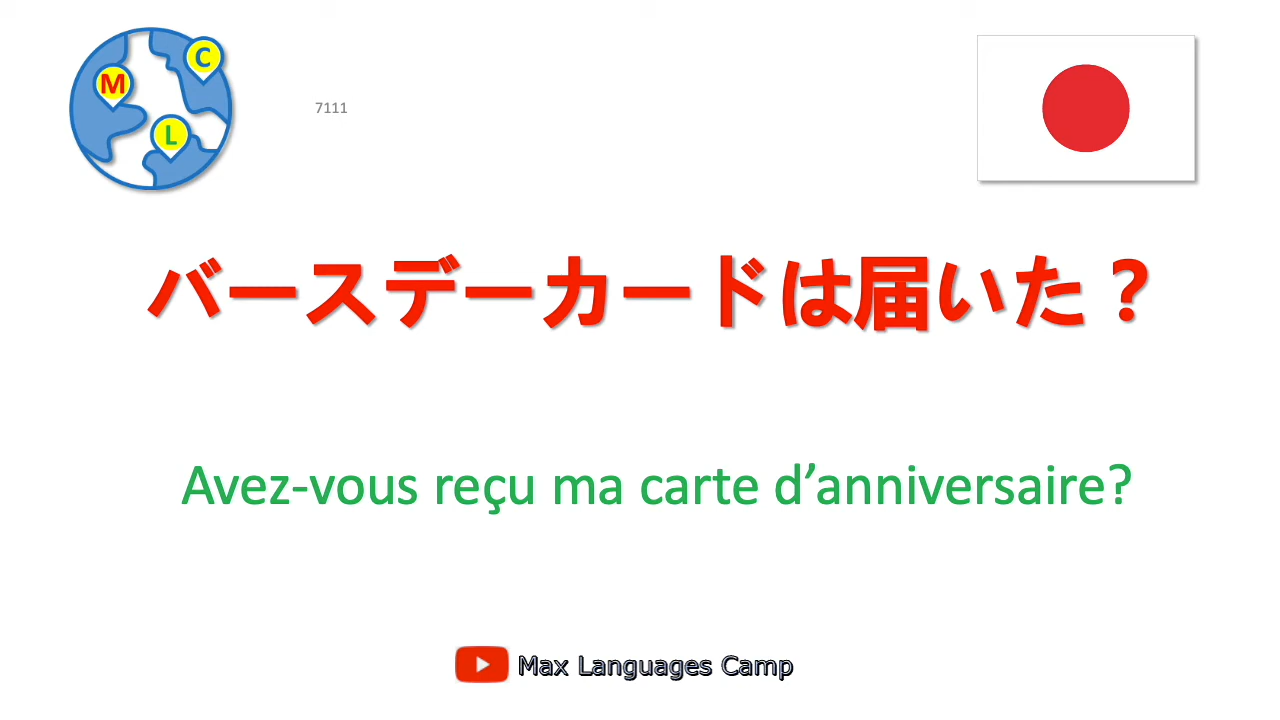 M
C
L
7111
バースデーカードは届いた？
Avez-vous reçu ma carte d’anniversaire?
Max Languages Camp